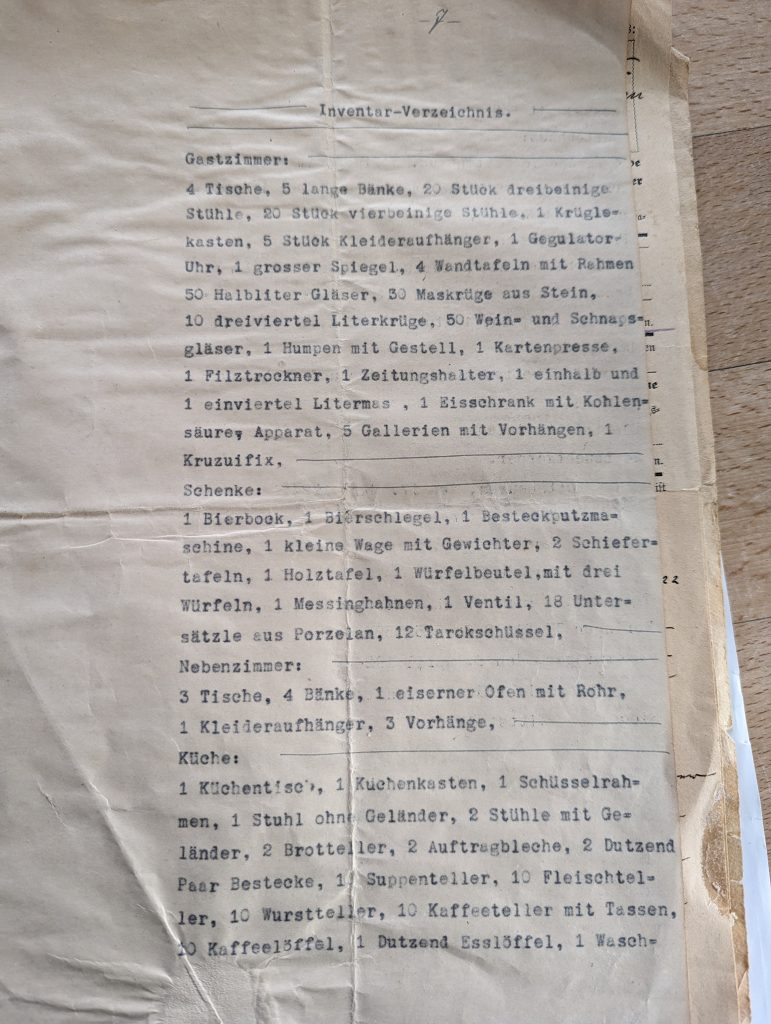 7
Inventar-Verzeichnis.
Gastzimmer:
4 Tische, 5 lange Bänke, 20 Stück dreibeinige
Stühle, 20 Stück vierbeinige Stühle, 1 Krügle=
kasten, 5 Stück Kleideraufhänger, 1 Gegulator-
Uhr, 1 grosser Spiegel, 4 Wandtafeln mit Rahmen
50 Halbliter Gläser, 30 Maskrüge aus Stein,
10 dreiviertel Literkrüge, 50 Wein= und Schnaps=
gläser, 1 Humpen mit Gestell, 1 Kartenpresse,
1 Filztrockner, 1 Zeitungshalter, 1 einhalb und
1 einviertel Litermas , 1 Eisschrank mit Kohlen=
säure, Apparat, 5 Gallerien mit Vorhängen, 1
Kruzuifix,
Schenke:
1 Bierbock, 1 Bierschlegel, 1 Besteckputzma=
schine, 1 kleine Wage mit Gewichter, 2 Schiefer=
tafeln, 1 Holztafel, 1 Würfelbeutel,mit drei
Würfeln, 1 Messinghahnen, 1 Ventil, 18 Unter=
sätzle aus Porzelan, 12 Tarckschüssel,
Nebenzimmer:
3 Tische, 4 Bänke, 1 eiserner Ofen mit Rohr,
1 Kleideraufhänger, 3 Vorhänge,
Küche:
1 Küchentisch, 1 Kuchenkasten, 1 Schüsselrah=
men, 1 Stuhl ohne Geländer, 2 Stühle mit Ge=
länder, 2 Brotteller, 2 Auftragbleche, 2 Dutzend
Paar Bestecke, 10 Suppenteller, 10 Fleischtel=
ler, 10 Wurstteller, 10 Kaffeeteller mit Tassen,
10 Kaffeelöffel, 1 Dutzend Esslöffel, 1 Wasch=